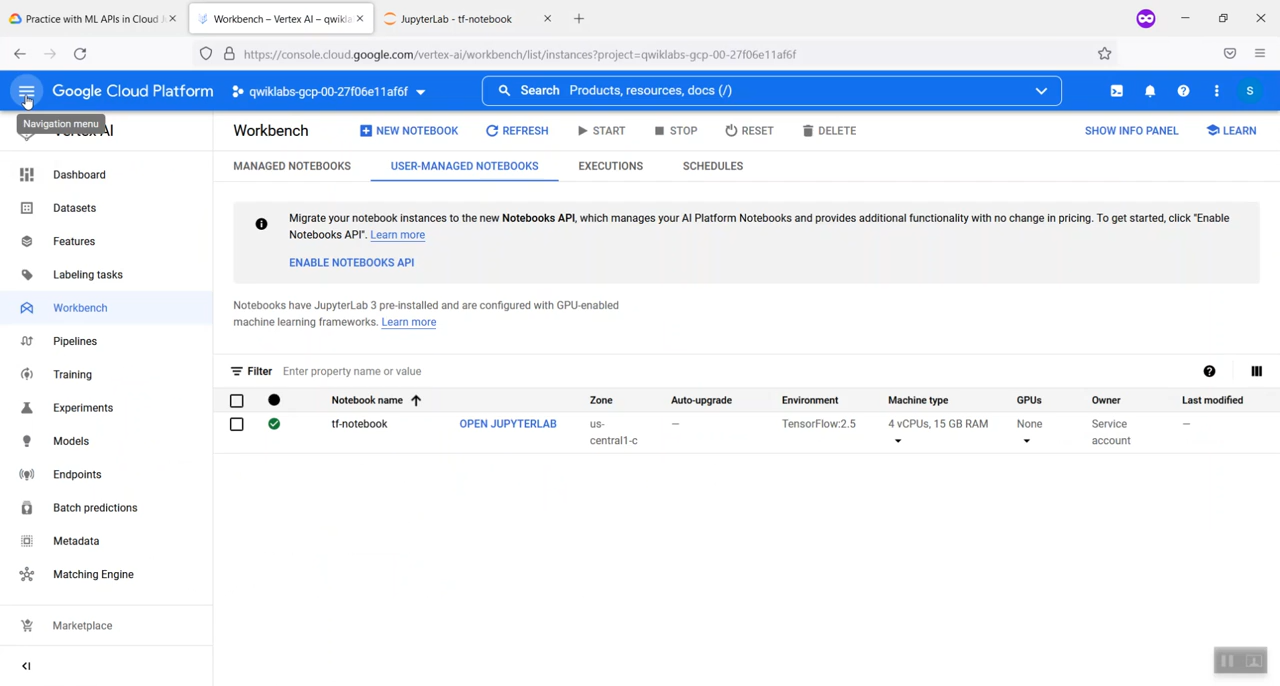 Practice with ML APIs in Cloud
Workbench – Vertex AI – qwikla
JupyterLab - tf-notebook
https://console.cloud.google.com/vertex-ai/workbench/list/instances?project=qwiklabs-gcp-00-27f06e11af6f
Google Cloud Platform
qwiklabs-gcp-00-27f06e11af6f
Search Products, resources, docs (/)
S
Navigation menu
Vertex AI
Workbench
NEW NOTEBOOK
REFRESH
START
STOP
RESET
DELETE
SHOW INFO PANEL
LEARN
MANAGED NOTEBOOKS
USER-MANAGED NOTEBOOKS
EXECUTIONS
SCHEDULES
Dashboard
Datasets
Features
Labeling tasks
Workbench
Pipelines
Training
Experiments
Models
Endpoints
Batch predictions
Metadata
Matching Engine
Marketplace
Migrate your notebook instances to the new Notebooks API, which manages your AI Platform Notebooks and provides additional functionality with no change in pricing. To get started, click "Enable
Notebooks API". Learn more
ENABLE NOTEBOOKS API
Notebooks have JupyterLab 3 pre-installed and are configured with GPU-enabled
machine learning frameworks. Learn more
Filter Enter property name or value
Notebook name Zone Auto-upgrade Environment Machine type GPUs Owner Last modified
tf-notebook OPEN JUPYTERLAB us- — TensorFlow:2.5 4 vCPUs, 15 GB RAM None Service —
central1-c account